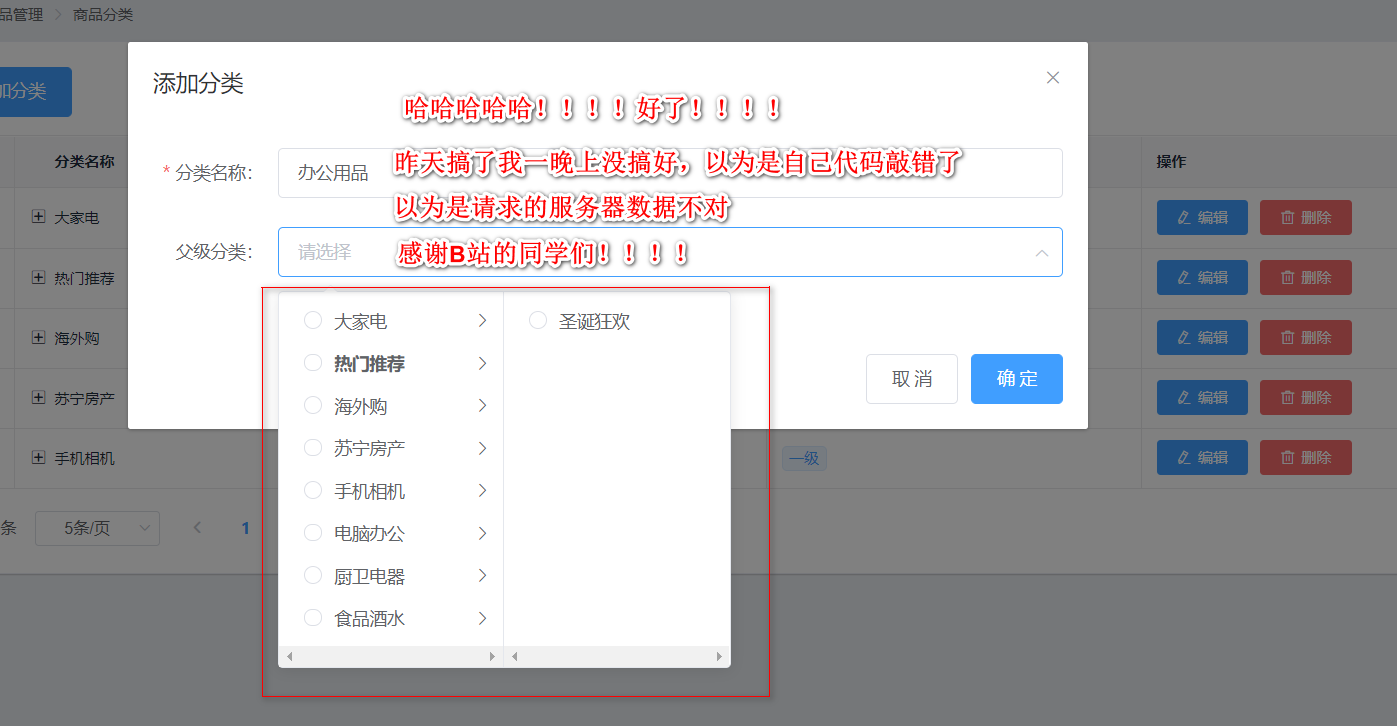 品管理 > 商品分类
加分类
添加分类
哈哈哈哈哈！！！！好了！！！！
昨天搞了我一晚上没搞好，以为是自己代码敲错了
* 分类名称: 办公用品
以为是请求的服务器数据不对
父级分类: 请选择
感谢B站的同学们！！！！
大家电
热门推荐
海外购
苏宁房产
手机相机
电脑办公
厨卫电器
食品酒水
圣诞狂欢
取消 确定
分类名称 操作
大家电 编辑 删除
热门推荐 编辑 删除
海外购 编辑 删除
苏宁房产 编辑 删除
手机相机 一级 编辑 删除
条 5条/页 1